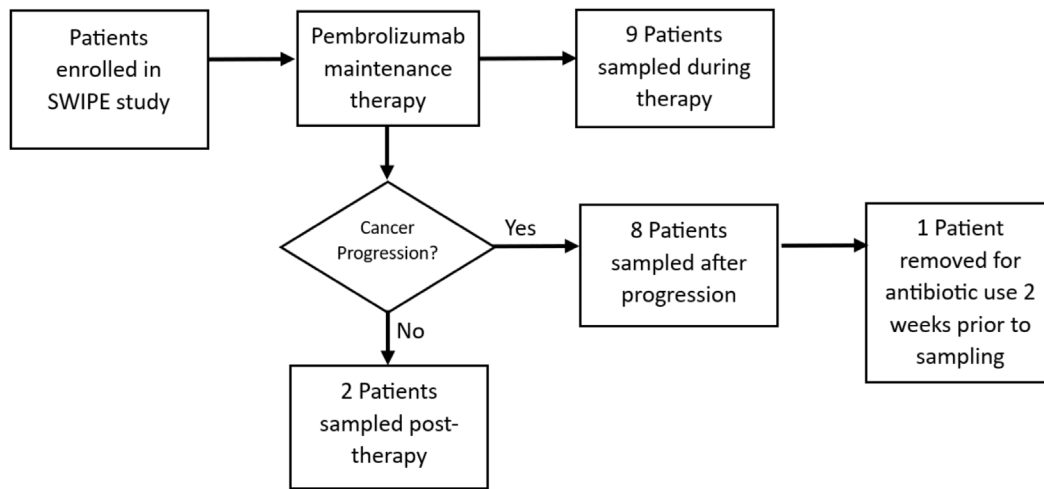 Patients
enrolled in
SWIPE study
Pembrolizumab
maintenance
therapy
9 Patients
sampled during
therapy
Cancer
Progression?
Yes
8 Patients
sampled after
progression
1 Patient
removed for
antibiotic use 2
weeks prior to
sampling
No
2 Patients
sampled post-
therapy